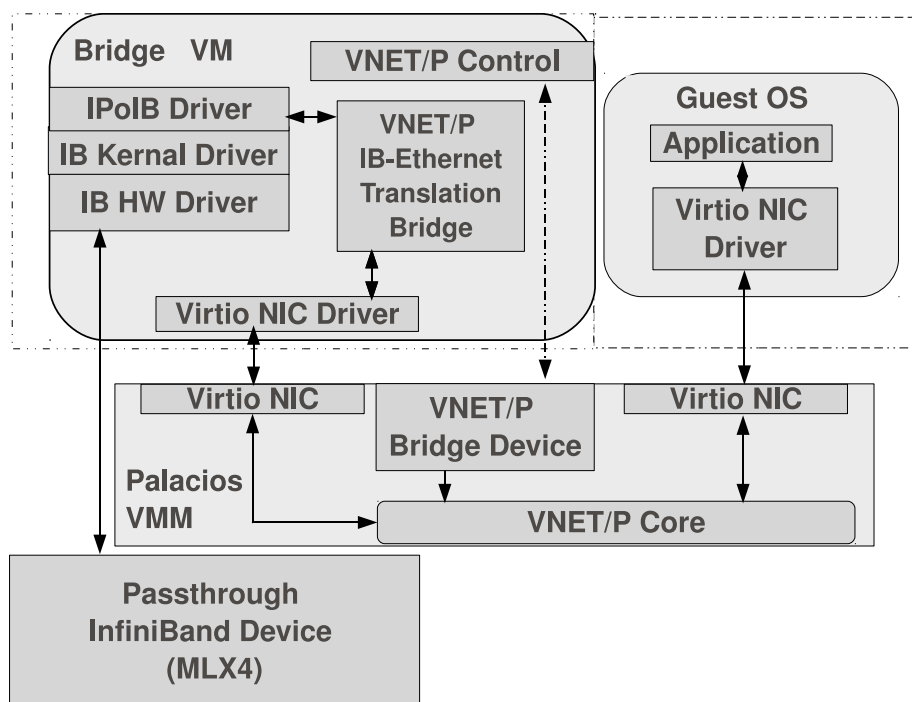 Bridge VM
VNET/P Control
IPoIB Driver
IB Kernal Driver
IB HW Driver
VNET/P
IB-Ethernet
Translation
Bridge
Virtio NIC Driver
Guest OS
Application
Virtio NIC
Driver
Virtio NIC
VNET/P
Bridge Device
Virtio NIC
Palacios
VMM
VNET/P Core
Passthrough
InfiniBand Device
(MLX4)